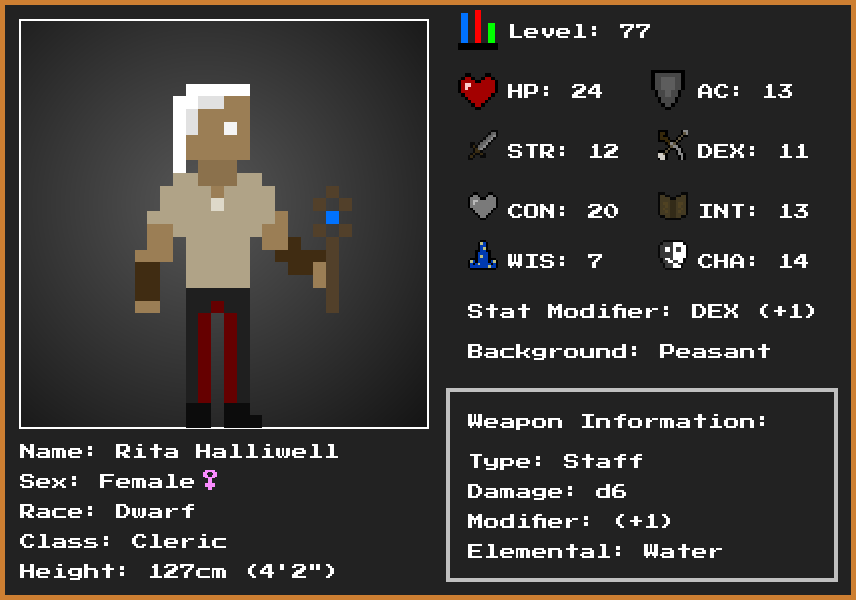 Level: 77
HP: 24 AC: 13
STR: 12 DEX: 11
CON: 20 INT: 13
WIS: 7 CHA: 14
Stat Modifier: DEX (+1)
Background: Peasant
Weapon Information:
Type: Staff
Damage: d6
Modifier: (+1)
Elemental: Water
Name: Rita Halliwell
Sex: Female♀
Race: Dwarf
Class: Cleric
Height: 127cm (4'2")